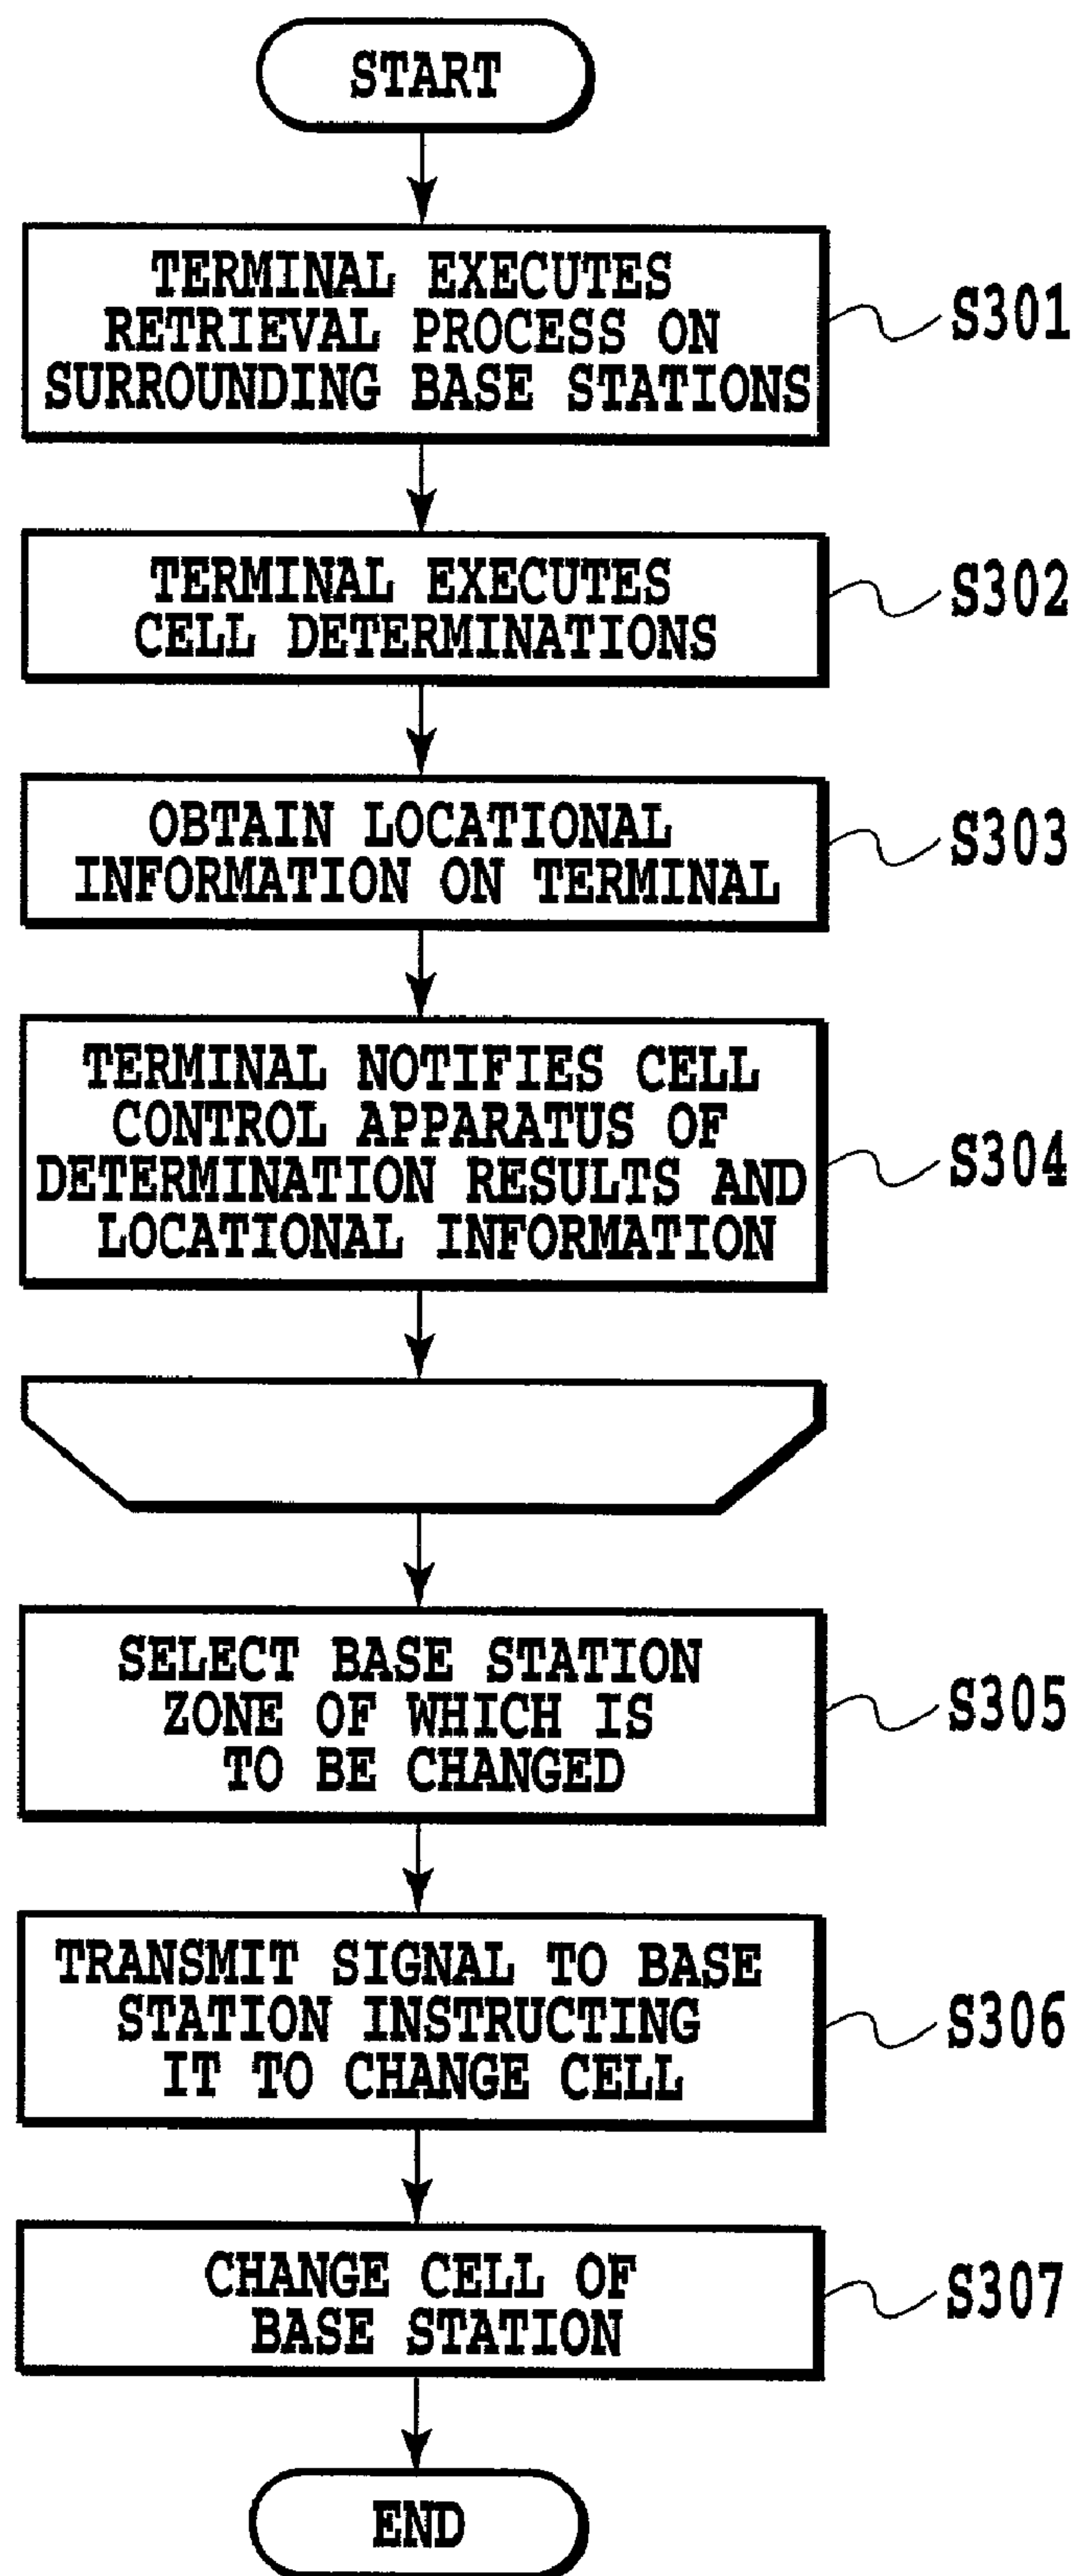 START
TERMINAL EXECUTES
RETRIEVAL PROCESS ON
SURROUNDING BASE STATIONS
S301
TERMINAL EXECUTES
CELL DETERMINATIONS
S302
OBTAIN LOCATIONAL
INFORMATION ON TERMINAL
S303
TERMINAL NOTIFIES CELL
CONTROL APPARATUS OF
DETERMINATION RESULTS AND
LOCATIONAL INFORMATION
S304
SELECT BASE STATION
ZONE OF WHICH IS
TO BE CHANGED
S305
TRANSMIT SIGNAL TO BASE
STATION INSTRUCTING
IT TO CHANGE CELL
S306
CHANGE CELL OF
BASE STATION
S307
END